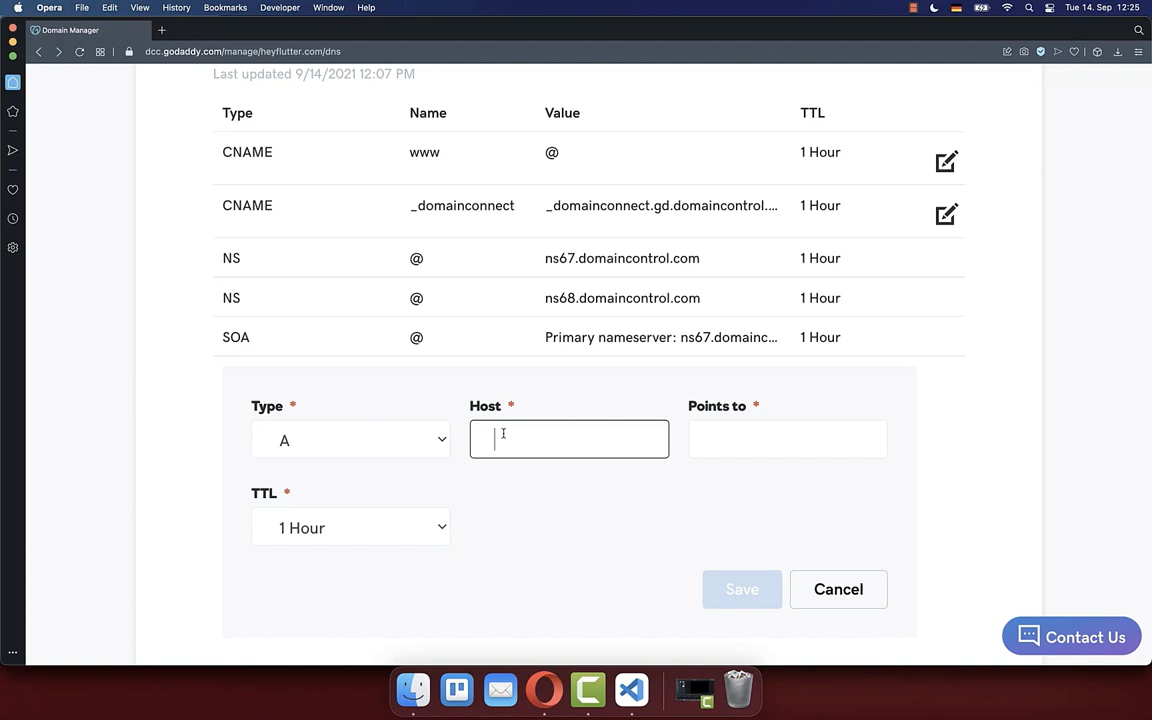 Opera File Edit View History Bookmarks Developer Window Help Tue 14. Sep 12:25
Domain Manager
dcc.godaddy.com/manage/heyflutter.com/dns
Last updated 9/14/2021 12:07 PM
Type Name Value TTL
CNAME www @ 1 Hour
CNAME _domainconnect _domainconnect.gd.domaincontrol.... 1 Hour
NS @ ns67.domaincontrol.com 1 Hour
NS @ ns68.domaincontrol.com 1 Hour
SOA @ Primary nameserver: ns67.domainc... 1 Hour
Type * Host * Points to *
A
TTL *
1 Hour
Save Cancel
Contact Us